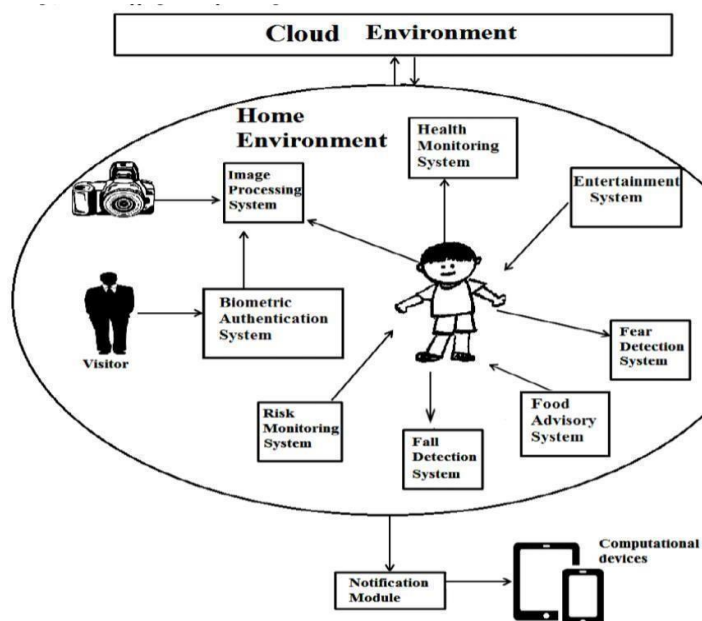 Cloud Environment
Home
Environment
Health
Monitoring
System
Image
Processing
System
Entertainment
System
Biometric
Authentication
System
Visitor
Fear
Detection
System
Risk
Monitoring
System
Food
Advisory
System
Fall
Detection
System
Computational
devices
Notification
Module